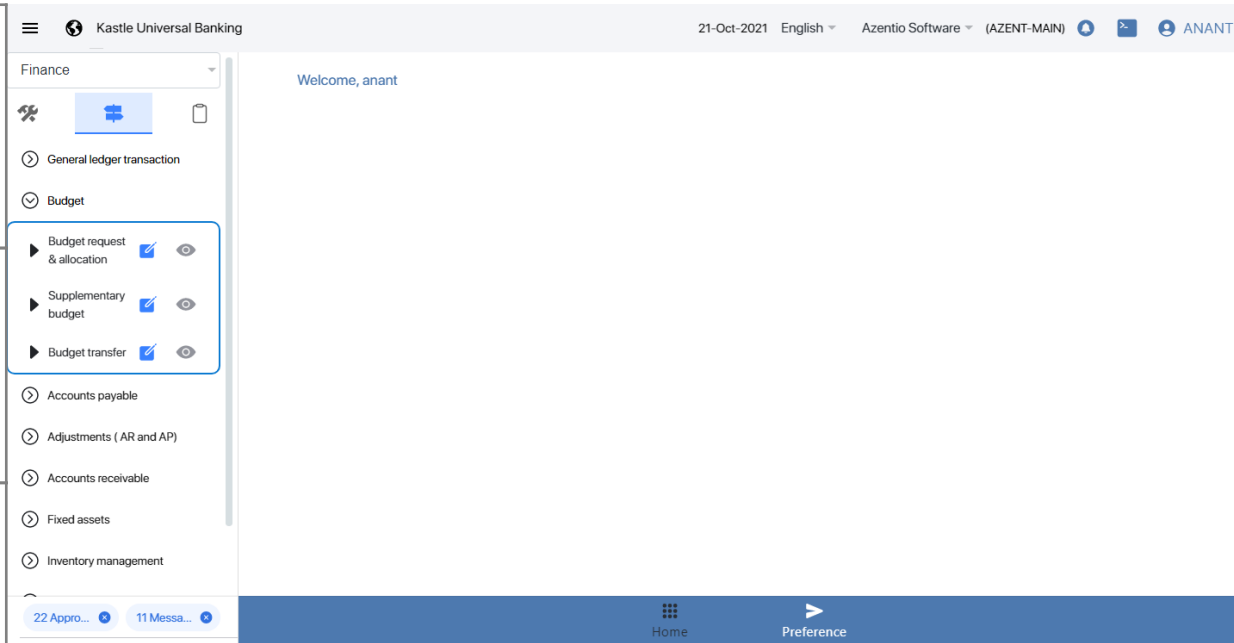 Kastle Universal Banking
21-Oct-2021 English Azentio Software (AZENT-MAIN) ANANT
Finance
Welcome, anant
General ledger transaction
Budget
Budget request
& allocation
Supplementary
budget
Budget transfer
Accounts payable
Adjustments ( AR and AP)
Accounts receivable
Fixed assets
Inventory management
22 Appro... 11 Messa...
Home Preference